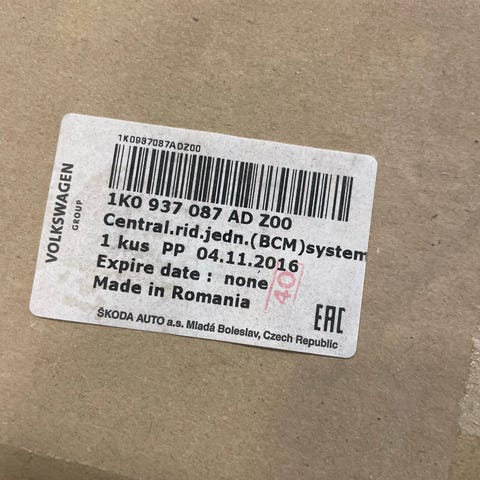 VOLKSWAGEN
GROUP
1K0937087ADZ00
1K0 937 087 AD Z00
Central.rid.jedn.(BCM)system
1 kus PP 04.11.2016
Expire date : none
40
Made in Romania
EAC
ŠKODA AUTO a.s. Mladá Boleslav, Czech Republic